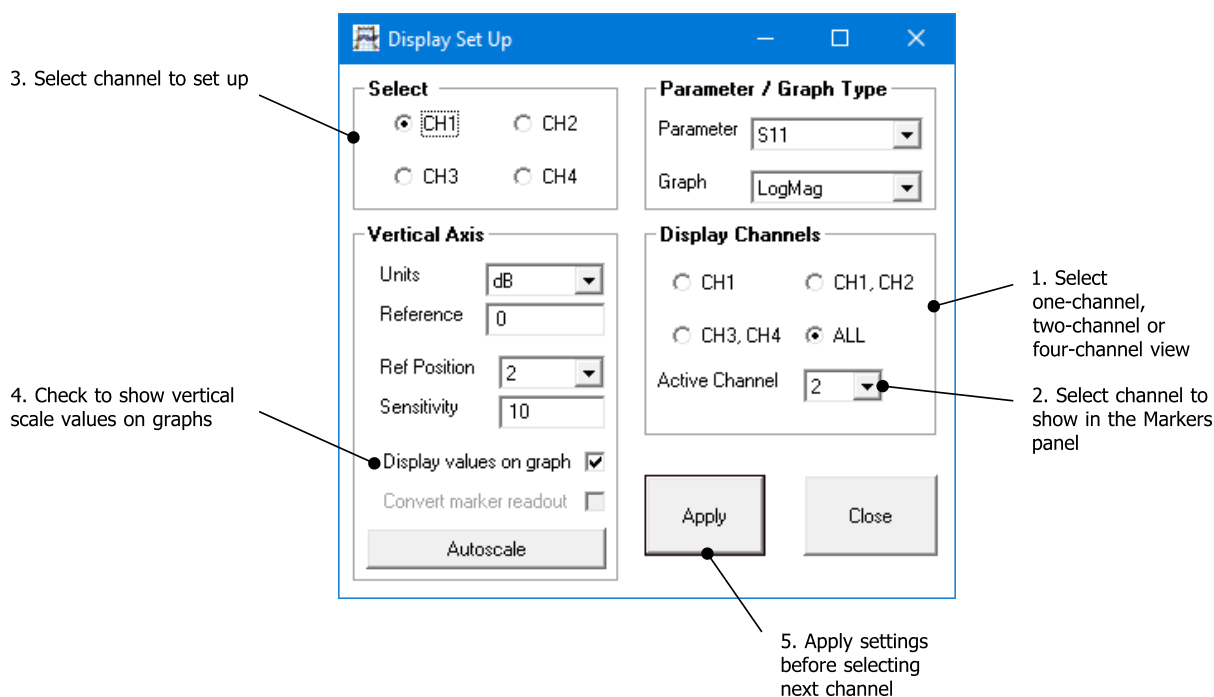 Display Set Up
3. Select channel to set up
Select
CH1
CH2
CH3
CH4
Parameter / Graph Type
Parameter
S11
Graph
LogMag
Vertical Axis
Units
dB
Reference
0
Ref Position
2
Sensitivity
10
Display values on graph
Convert marker readout
Autoscale
4. Check to show vertical
scale values on graphs
Display Channels
CH1
CH1, CH2
CH3, CH4
ALL
Active Channel
2
1. Select
one-channel,
two-channel or
four-channel view
2. Select channel to
show in the Markers
panel
Apply
Close
5. Apply settings
before selecting
next channel